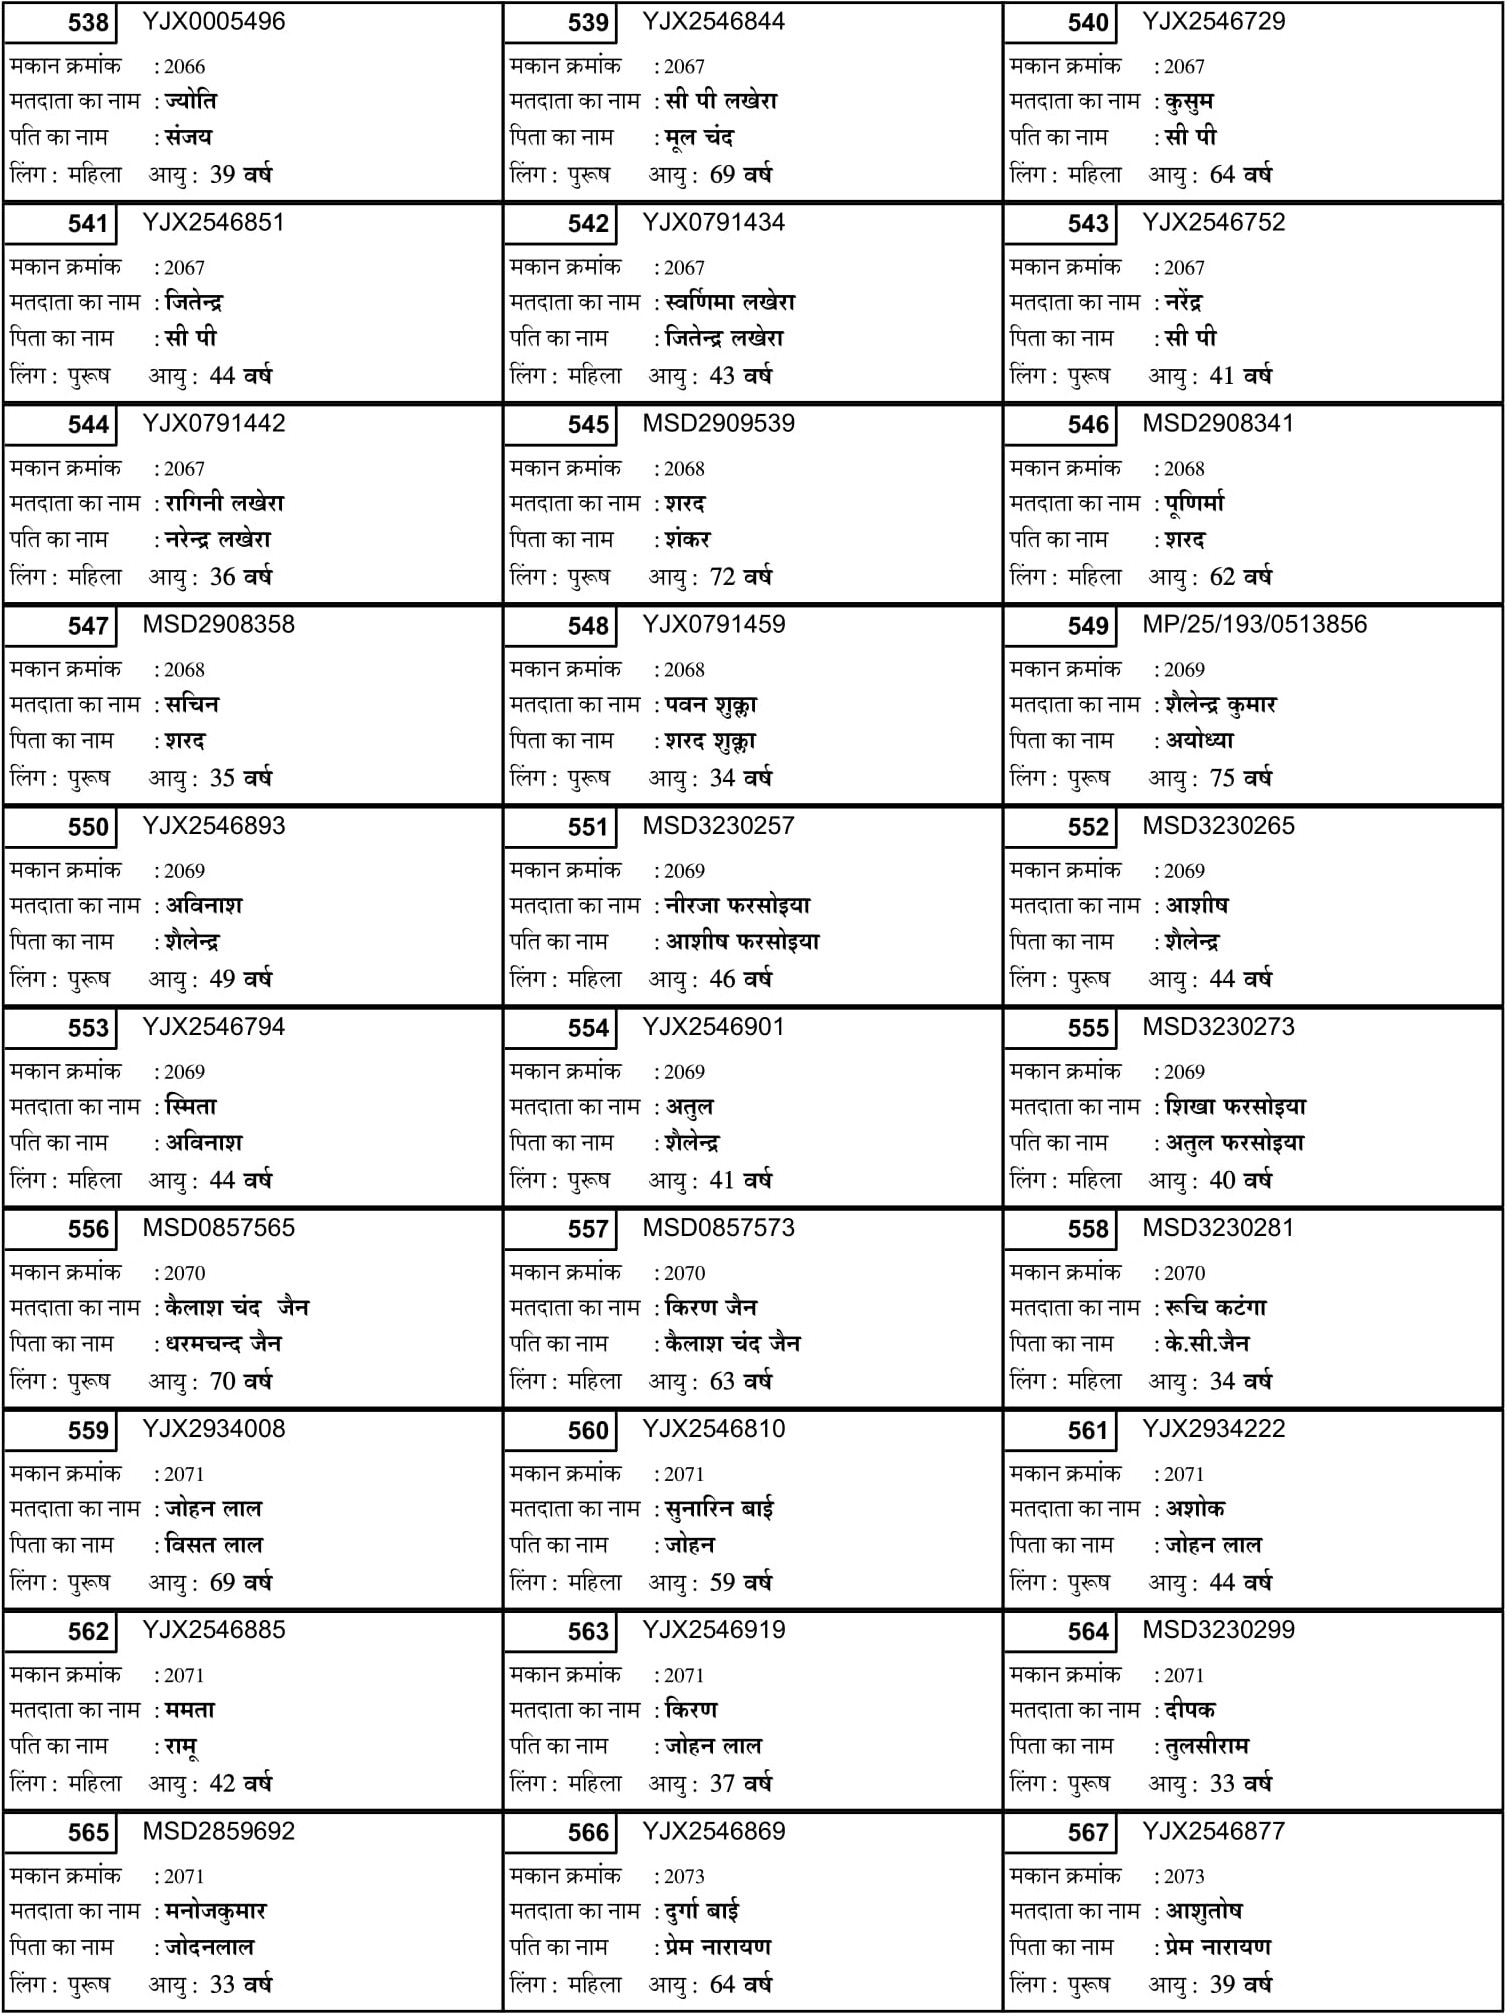 538 YJX0005496
मकान क्रमांक : 2066
मतदाता का नाम : ज्योति
पति का नाम : संजय
लिंग : महिला आयु : 39 वर्ष
539 YJX2546844
मकान क्रमांक : 2067
मतदाता का नाम : सी पी लखेरा
पिता का नाम : मूल चंद
लिंग : पुरूष आयु : 69 वर्ष
540 YJX2546729
मकान क्रमांक : 2067
मतदाता का नाम : कुसुम
पति का नाम : सी पी
लिंग : महिला आयु : 64 वर्ष
541 YJX2546851
मकान क्रमांक : 2067
मतदाता का नाम : जितेन्द्र
पिता का नाम : सी पी
लिंग : पुरूष आयु : 44 वर्ष
542 YJX0791434
मकान क्रमांक : 2067
मतदाता का नाम : स्वर्णिमा लखेरा
पति का नाम : जितेन्द्र लखेरा
लिंग : महिला आयु : 43 वर्ष
543 YJX2546752
मकान क्रमांक : 2067
मतदाता का नाम : नरेंद्र
पिता का नाम : सी पी
लिंग : पुरूष आयु : 41 वर्ष
544 YJX0791442
मकान क्रमांक : 2067
मतदाता का नाम : रागिनी लखेरा
पति का नाम : नरेन्द्र लखेरा
लिंग : महिला आयु : 36 वर्ष
545 MSD2909539
मकान क्रमांक : 2068
मतदाता का नाम : शरद
पिता का नाम : शंकर
लिंग : पुरूष आयु : 72 वर्ष
546 MSD2908341
मकान क्रमांक : 2068
मतदाता का नाम : पूणिर्मा
पति का नाम : शरद
लिंग : महिला आयु : 62 वर्ष
547 MSD2908358
मकान क्रमांक : 2068
मतदाता का नाम : सचिन
पिता का नाम : शरद
लिंग : पुरूष आयु : 35 वर्ष
548 YJX0791459
मकान क्रमांक : 2068
मतदाता का नाम : पवन शुक्ला
पिता का नाम : शरद शुक्ला
लिंग : पुरूष आयु : 34 वर्ष
549 MP/25/193/0513856
मकान क्रमांक : 2069
मतदाता का नाम : शैलेन्द्र कुमार
पिता का नाम : अयोध्या
लिंग : पुरूष आयु : 75 वर्ष
550 YJX2546893
मकान क्रमांक : 2069
मतदाता का नाम : अविनाश
पिता का नाम : शैलेन्द्र
लिंग : पुरूष आयु : 49 वर्ष
551 MSD3230257
मकान क्रमांक : 2069
मतदाता का नाम : नीरजा फरसोइया
पति का नाम : आशीष फरसोइया
लिंग : महिला आयु : 46 वर्ष
552 MSD3230265
मकान क्रमांक : 2069
मतदाता का नाम : आशीष
पिता का नाम : शैलेन्द्र
लिंग : पुरूष आयु : 44 वर्ष
553 YJX2546794
मकान क्रमांक : 2069
मतदाता का नाम : स्मिता
पति का नाम : अविनाश
लिंग : महिला आयु : 44 वर्ष
554 YJX2546901
मकान क्रमांक : 2069
मतदाता का नाम : अतुल
पिता का नाम : शैलेन्द्र
लिंग : पुरूष आयु : 41 वर्ष
555 MSD3230273
मकान क्रमांक : 2069
मतदाता का नाम : शिखा फरसोइया
पति का नाम : अतुल फरसोइया
लिंग : महिला आयु : 40 वर्ष
556 MSD0857565
मकान क्रमांक : 2070
मतदाता का नाम : कैलाश चंद जैन
पिता का नाम : धरमचन्द जैन
लिंग : पुरूष आयु : 70 वर्ष
557 MSD0857573
मकान क्रमांक : 2070
मतदाता का नाम : किरण जैन
पति का नाम : कैलाश चंद जैन
लिंग : महिला आयु : 63 वर्ष
558 MSD3230281
मकान क्रमांक : 2070
मतदाता का नाम : रूचि कटंगा
पिता का नाम : के.सी.जैन
लिंग : महिला आयु : 34 वर्ष
559 YJX2934008
मकान क्रमांक : 2071
मतदाता का नाम : जोहन लाल
पिता का नाम : विसत लाल
लिंग : पुरूष आयु : 69 वर्ष
560 YJX2546810
मकान क्रमांक : 2071
मतदाता का नाम : सुनारिन बाई
पति का नाम : जोहन
लिंग : महिला आयु : 59 वर्ष
561 YJX2934222
मकान क्रमांक : 2071
मतदाता का नाम : अशोक
पिता का नाम : जोहन लाल
लिंग : पुरूष आयु : 44 वर्ष
562 YJX2546885
मकान क्रमांक : 2071
मतदाता का नाम : ममता
पति का नाम : रामू
लिंग : महिला आयु : 42 वर्ष
563 YJX2546919
मकान क्रमांक : 2071
मतदाता का नाम : किरण
पति का नाम : जोहन लाल
लिंग : महिला आयु : 37 वर्ष
564 MSD3230299
मकान क्रमांक : 2071
मतदाता का नाम : दीपक
पिता का नाम : तुलसीराम
लिंग : पुरूष आयु : 33 वर्ष
565 MSD2859692
मकान क्रमांक : 2071
मतदाता का नाम : मनोजकुमार
पिता का नाम : जोदनलाल
लिंग : पुरूष आयु : 33 वर्ष
566 YJX2546869
मकान क्रमांक : 2073
मतदाता का नाम : दुर्गा बाई
पति का नाम : प्रेम नारायण
लिंग : महिला आयु : 64 वर्ष
567 YJX2546877
मकान क्रमांक : 2073
मतदाता का नाम : आशुतोष
पिता का नाम : प्रेम नारायण
लिंग : पुरूष आयु : 39 वर्ष